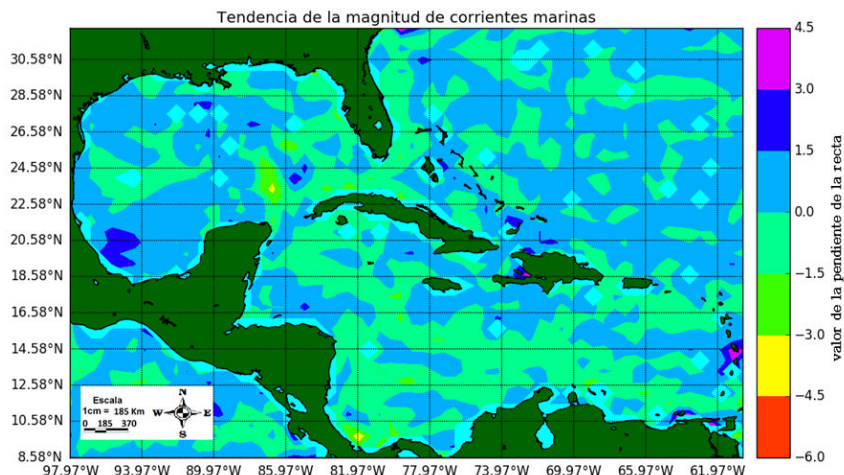 Tendencia de la magnitud de corrientes marinas
30.58°N
28.58°N
26.58°N
24.58°N
22.58°N
20.58°N
18.58°N
16.58°N
14.58°N
12.58°N
10.58°N
8.58°N
97.97°W 93.97°W 89.97°W 85.97°W 81.97°W 77.97°W 73.97°W 69.97°W 65.97°W 61.97°W
Escala
1cm = 185 Km
0 185 370
N
W E
S
4.5
3.0
1.5
0.0
-1.5
-3.0
-4.5
-6.0
valor de la pendiente de la recta